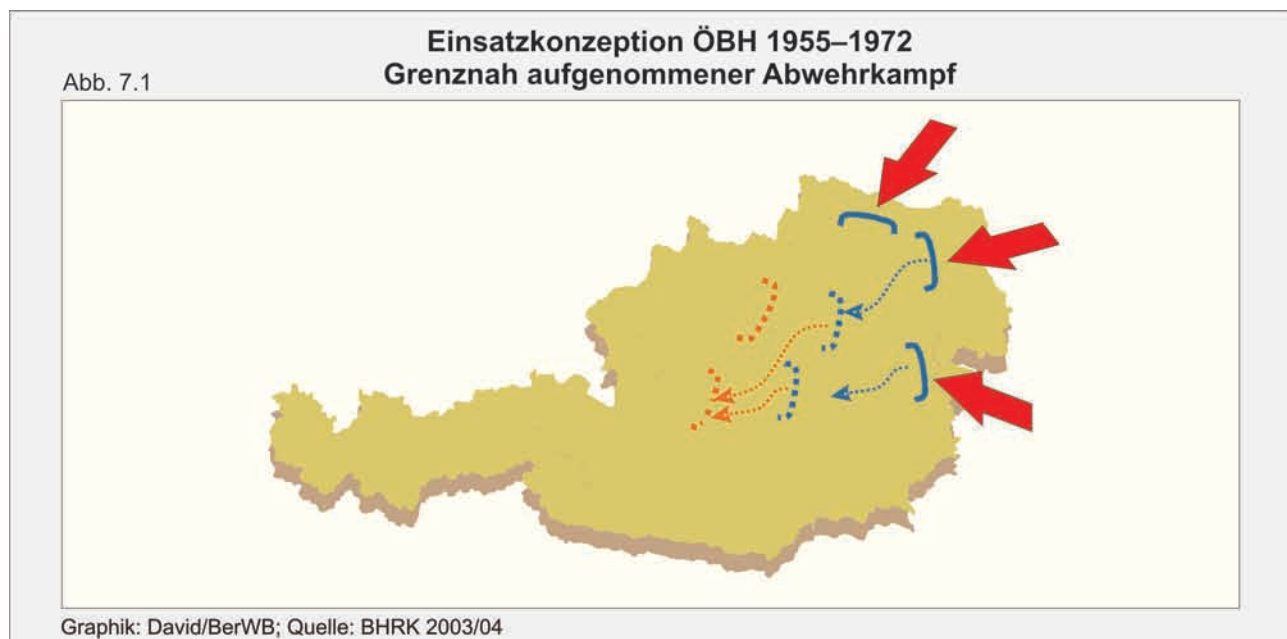 Einsatzkonzeption ÖBH 1955–1972
Grenznah aufgenommener Abwehrkampf
Abb. 7.1
Graphik: David/BerWB; Quelle: BHRK 2003/04